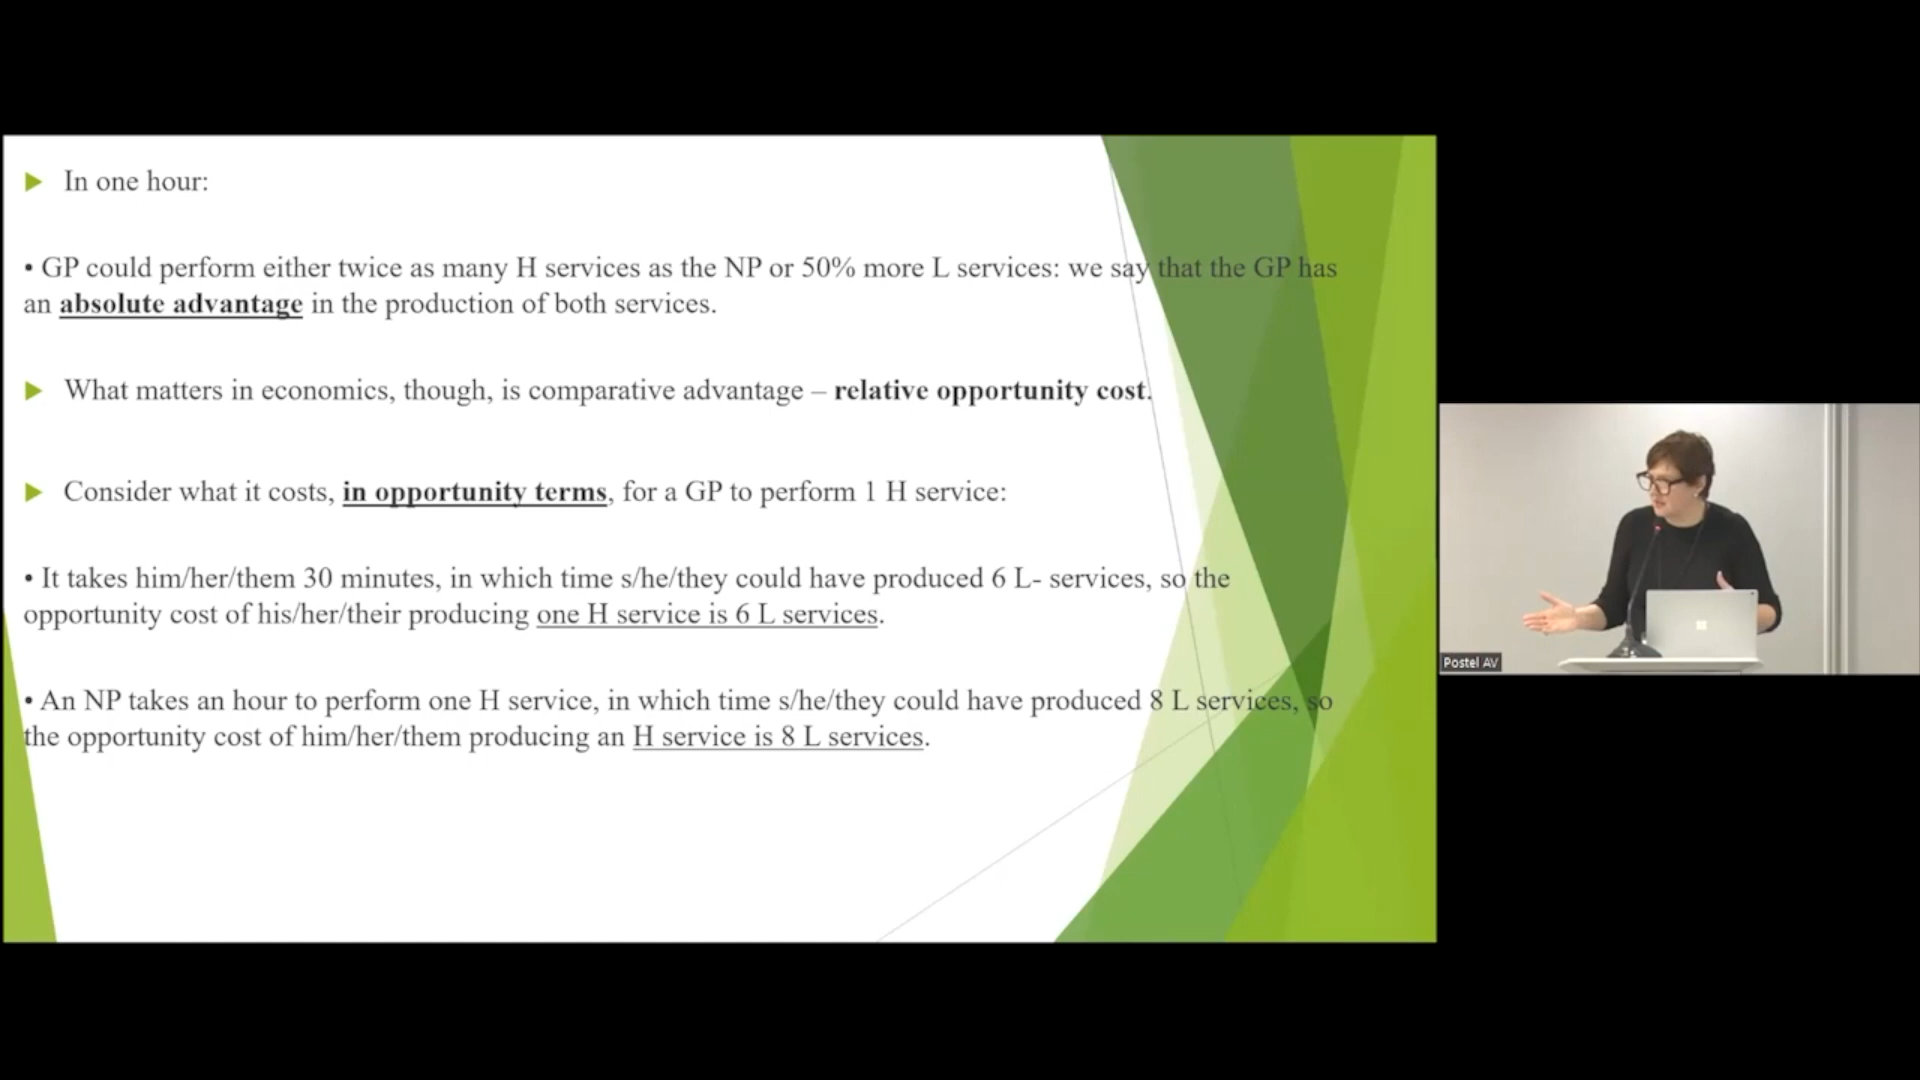 In one hour:
• GP could perform either twice as many H services as the NP or 50% more L services: we say that the GP has
an absolute advantage in the production of both services.
What matters in economics, though, is comparative advantage – relative opportunity cost.
Consider what it costs, in opportunity terms, for a GP to perform 1 H service:
• It takes him/her/them 30 minutes, in which time s/he/they could have produced 6 L- services, so the
opportunity cost of his/her/their producing one H service is 6 L services.
• An NP takes an hour to perform one H service, in which time s/he/they could have produced 8 L services, so
the opportunity cost of him/her/them producing an H service is 8 L services.
Postel AV